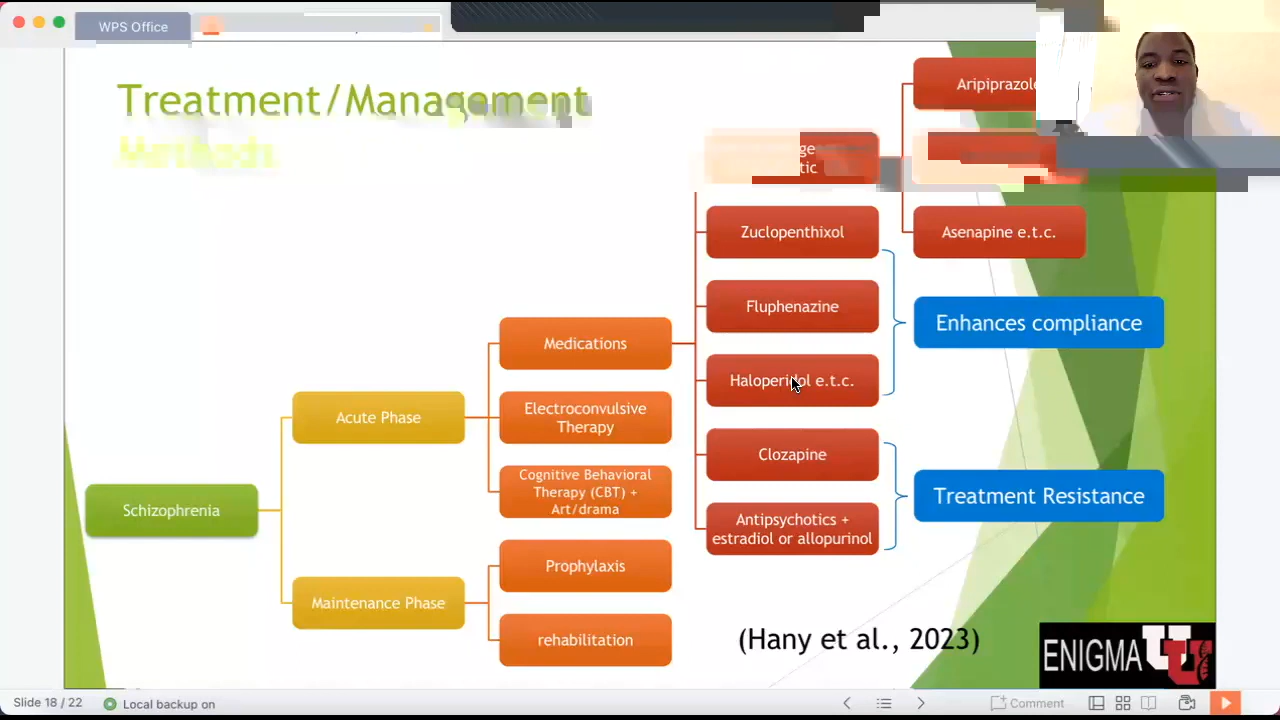 WPS Office
Treatment/Management
Methods
Aripiprazole
Zuclopenthixol
Asenapine e.t.c.
Fluphenazine
Enhances compliance
Medications
Haloperidol e.t.c.
Acute Phase
Electroconvulsive
Therapy
Clozapine
Cognitive Behavioral
Therapy (CBT) +
Art/drama
Treatment Resistance
Schizophrenia
Antipsychotics +
estradiol or allopurinol
Prophylaxis
Maintenance Phase
rehabilitation
(Hany et al., 2023)
ENIGMA
Slide 18 / 22
Local backup on
Comment